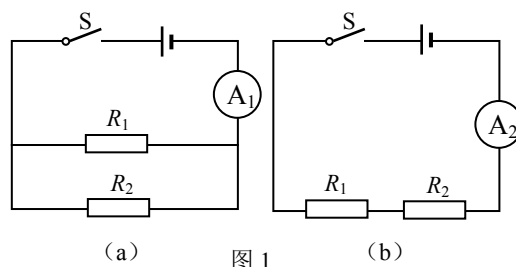 S
S
A₁
A₂
R₁
R₂
R₁
R₂
（a）
图 1
（b）